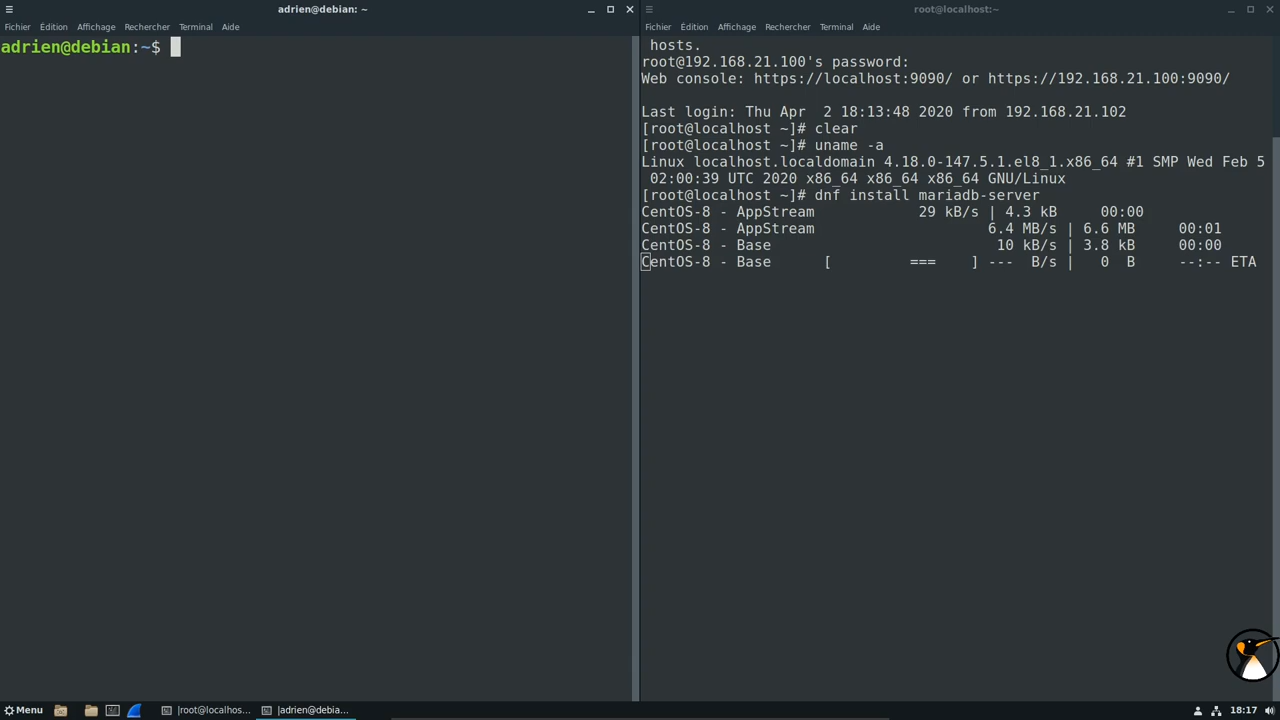 adrien@debian: ~
Fichier Édition Affichage Rechercher Terminal Aide
adrien@debian:~$
root@localhost:~
Fichier Édition Affichage Rechercher Terminal Aide
hosts.
root@192.168.21.100's password:
Web console: https://localhost:9090/ or https://192.168.21.100:9090/
Last login: Thu Apr  2 18:13:48 2020 from 192.168.21.102
[root@localhost ~]# clear
[root@localhost ~]# uname -a
Linux localhost.localdomain 4.18.0-147.5.1.el8_1.x86_64 #1 SMP Wed Feb 5
02:00:39 UTC 2020 x86_64 x86_64 x86_64 GNU/Linux
[root@localhost ~]# dnf install mariadb-server
CentOS-8 - AppStream 29 kB/s | 4.3 kB 00:00
CentOS-8 - AppStream 6.4 MB/s | 6.6 MB 00:01
CentOS-8 - Base 10 kB/s | 3.8 kB 00:00
CentOS-8 - Base [ === ] --- B/s | 0 B --:-- ETA
Menu |root@localhos... |adrien@debia... 18:17